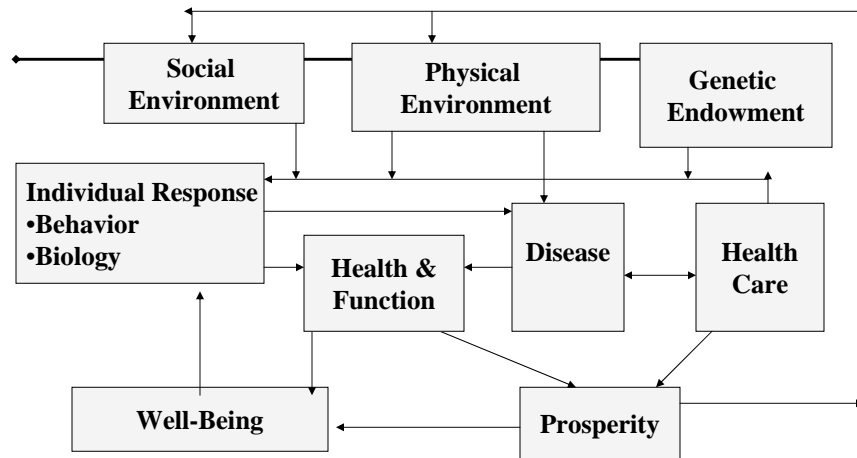 Social
Environment
Physical
Environment
Genetic
Endowment
Individual Response
•Behavior
•Biology
Health &
Function
Disease
Health
Care
Well-Being
Prosperity